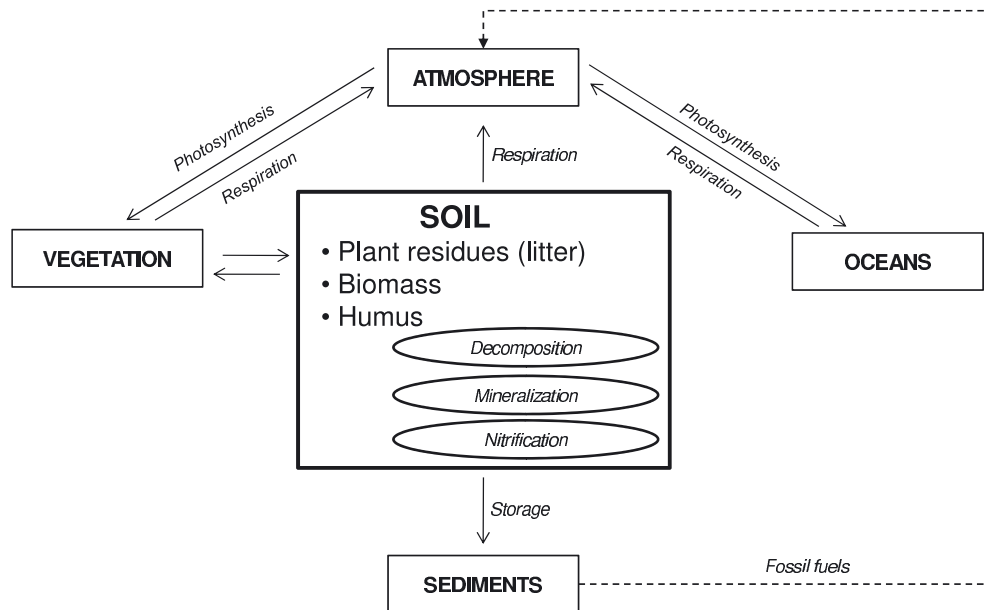 ATMOSPHERE
Photosynthesis
Respiration
Respiration
Photosynthesis
Respiration
VEGETATION
SOIL
• Plant residues (litter)
• Biomass
• Humus
Decomposition
Mineralization
Nitrification
OCEANS
Storage
SEDIMENTS
Fossil fuels